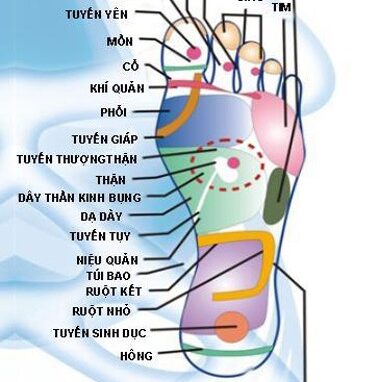 TIM
TUYẾN YÊN
MỒN
CỔ
KHÍ QUẢN
PHỔI
TUYẾN GIÁP
TUYẾN THƯỢNGTHẬN
THẬN
DÂY THẦN KINH BỤNG
DẠ DÀY
TUYẾN TỤY
NIỆU QUẢN
TÚI BAO
RUỘT KẾT
RUỘT NHỎ
TUYẾN SINH DỤC
HÔNG